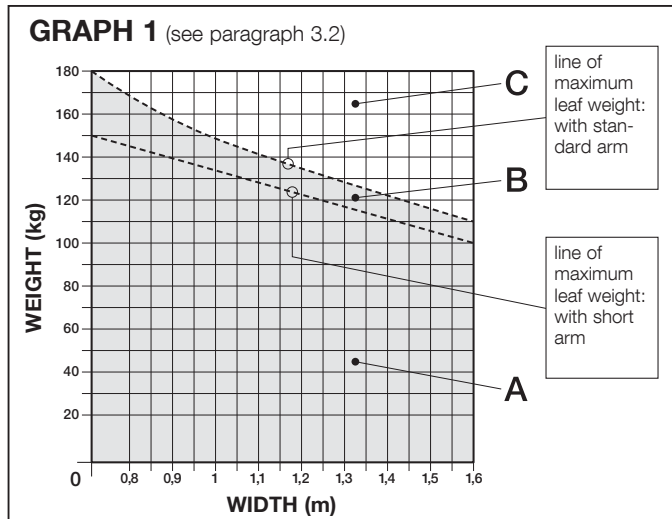 GRAPH 1 (see paragraph 3.2)
180
160
140
120
100
80
60
40
20
0
0,8 0,9 1 1,1 1,2 1,3 1,4 1,5 1,6
WEIGHT (kg)
WIDTH (m)
C
B
A
line of
maximum
leaf weight:
with stan-
dard arm
line of
maximum
leaf weight:
with short
arm